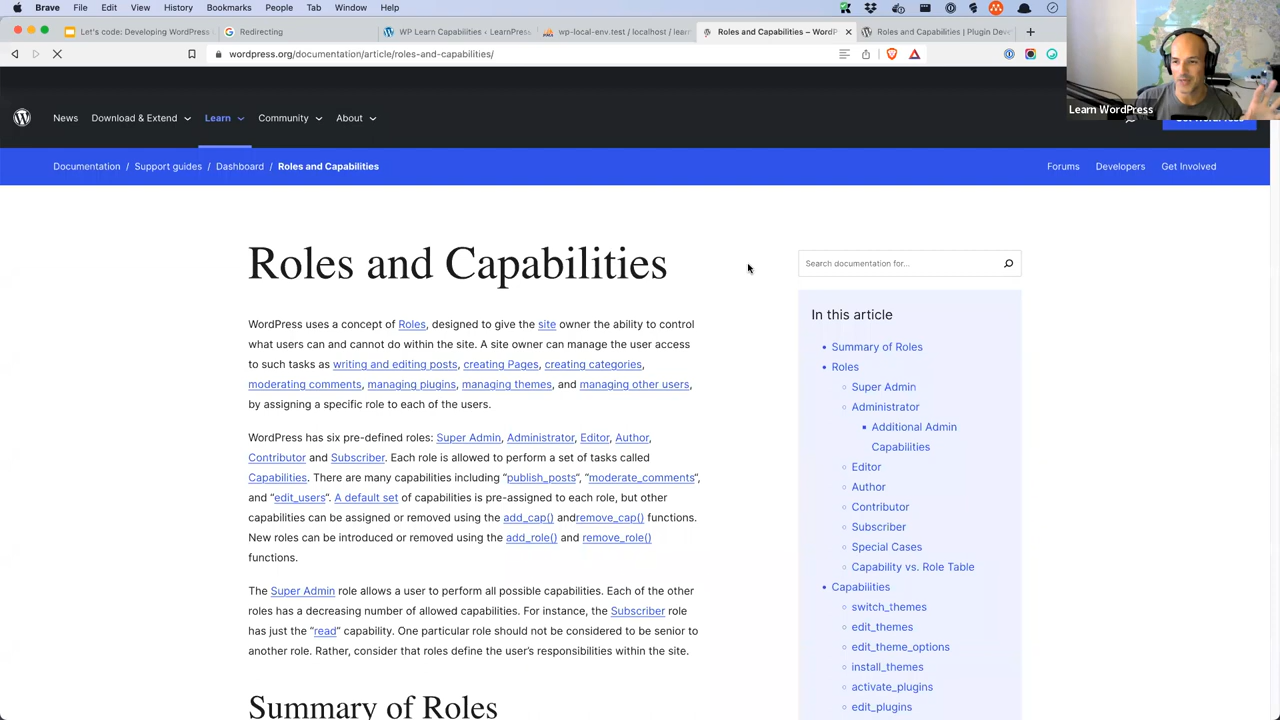 Brave File Edit View History Bookmarks People Tab Window Help
Let's code: Developing WordPress
Redirecting
WP Learn Capabilities ‹ LearnPress
wp-local-env.test / localhost / learn
Roles and Capabilities – WordP
Roles and Capabilities | Plugin Dev
wordpress.org/documentation/article/roles-and-capabilities/
Learn WordPress
News Download & Extend Learn Community About
Documentation / Support guides / Dashboard / Roles and Capabilities
Forums Developers Get Involved
Roles and Capabilities
WordPress uses a concept of Roles, designed to give the site owner the ability to control
what users can and cannot do within the site. A site owner can manage the user access
to such tasks as writing and editing posts, creating Pages, creating categories,
moderating comments, managing plugins, managing themes, and managing other users,
by assigning a specific role to each of the users.
WordPress has six pre-defined roles: Super Admin, Administrator, Editor, Author,
Contributor and Subscriber. Each role is allowed to perform a set of tasks called
Capabilities. There are many capabilities including “publish_posts“, “moderate_comments“,
and “edit_users“. A default set of capabilities is pre-assigned to each role, but other
capabilities can be assigned or removed using the add_cap() andremove_cap() functions.
New roles can be introduced or removed using the add_role() and remove_role()
functions.
The Super Admin role allows a user to perform all possible capabilities. Each of the other
roles has a decreasing number of allowed capabilities. For instance, the Subscriber role
has just the “read“ capability. One particular role should not be considered to be senior to
another role. Rather, consider that roles define the user’s responsibilities within the site.
Summary of Roles
Search documentation for...
In this article
Summary of Roles
Roles
Super Admin
Administrator
Additional Admin
Capabilities
Editor
Author
Contributor
Subscriber
Special Cases
Capability vs. Role Table
Capabilities
switch_themes
edit_themes
edit_theme_options
install_themes
activate_plugins
edit_plugins